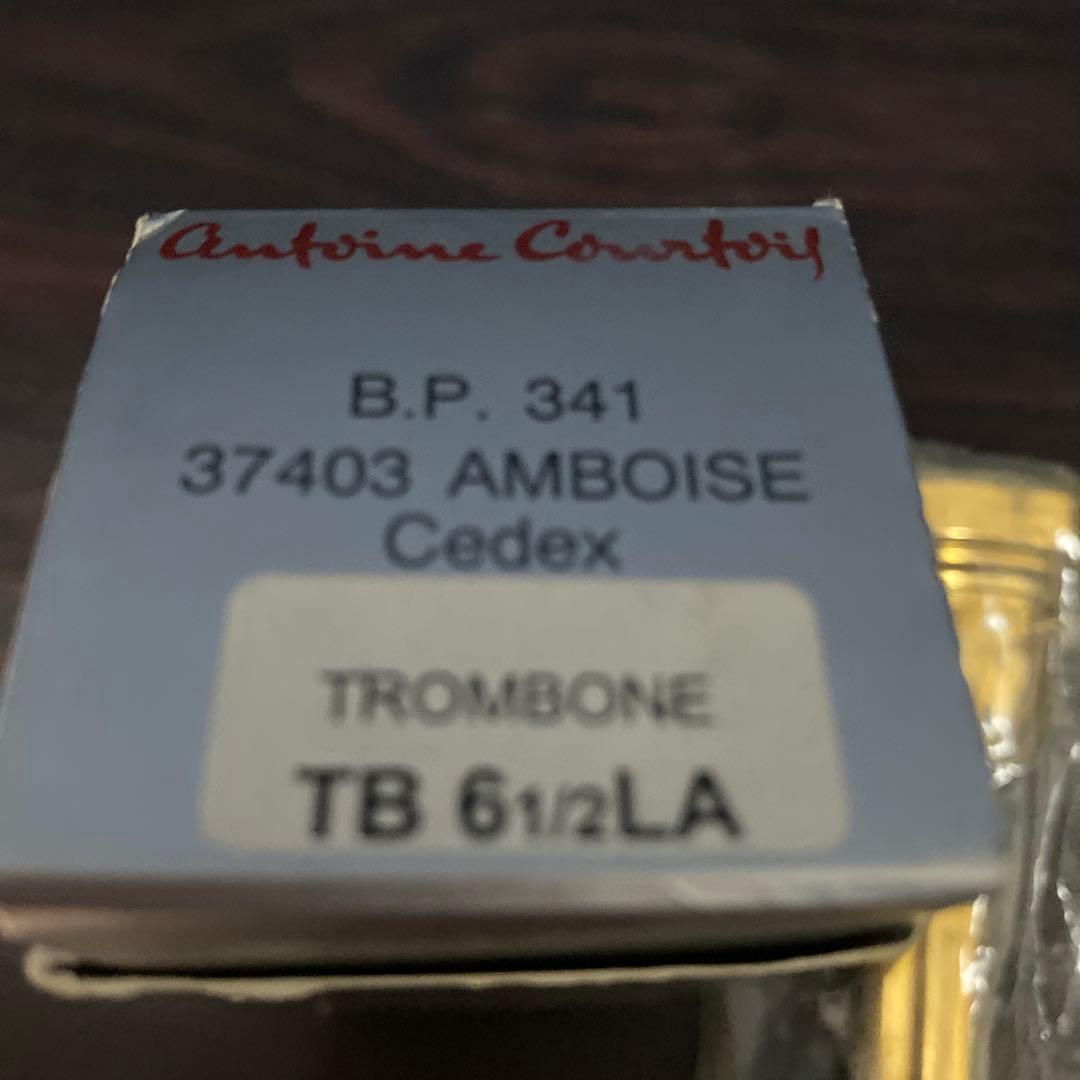 Antoine Courtois
B.P. 341
37403 AMBOISE
Cedex
TROMBONE
TB 61/2LA